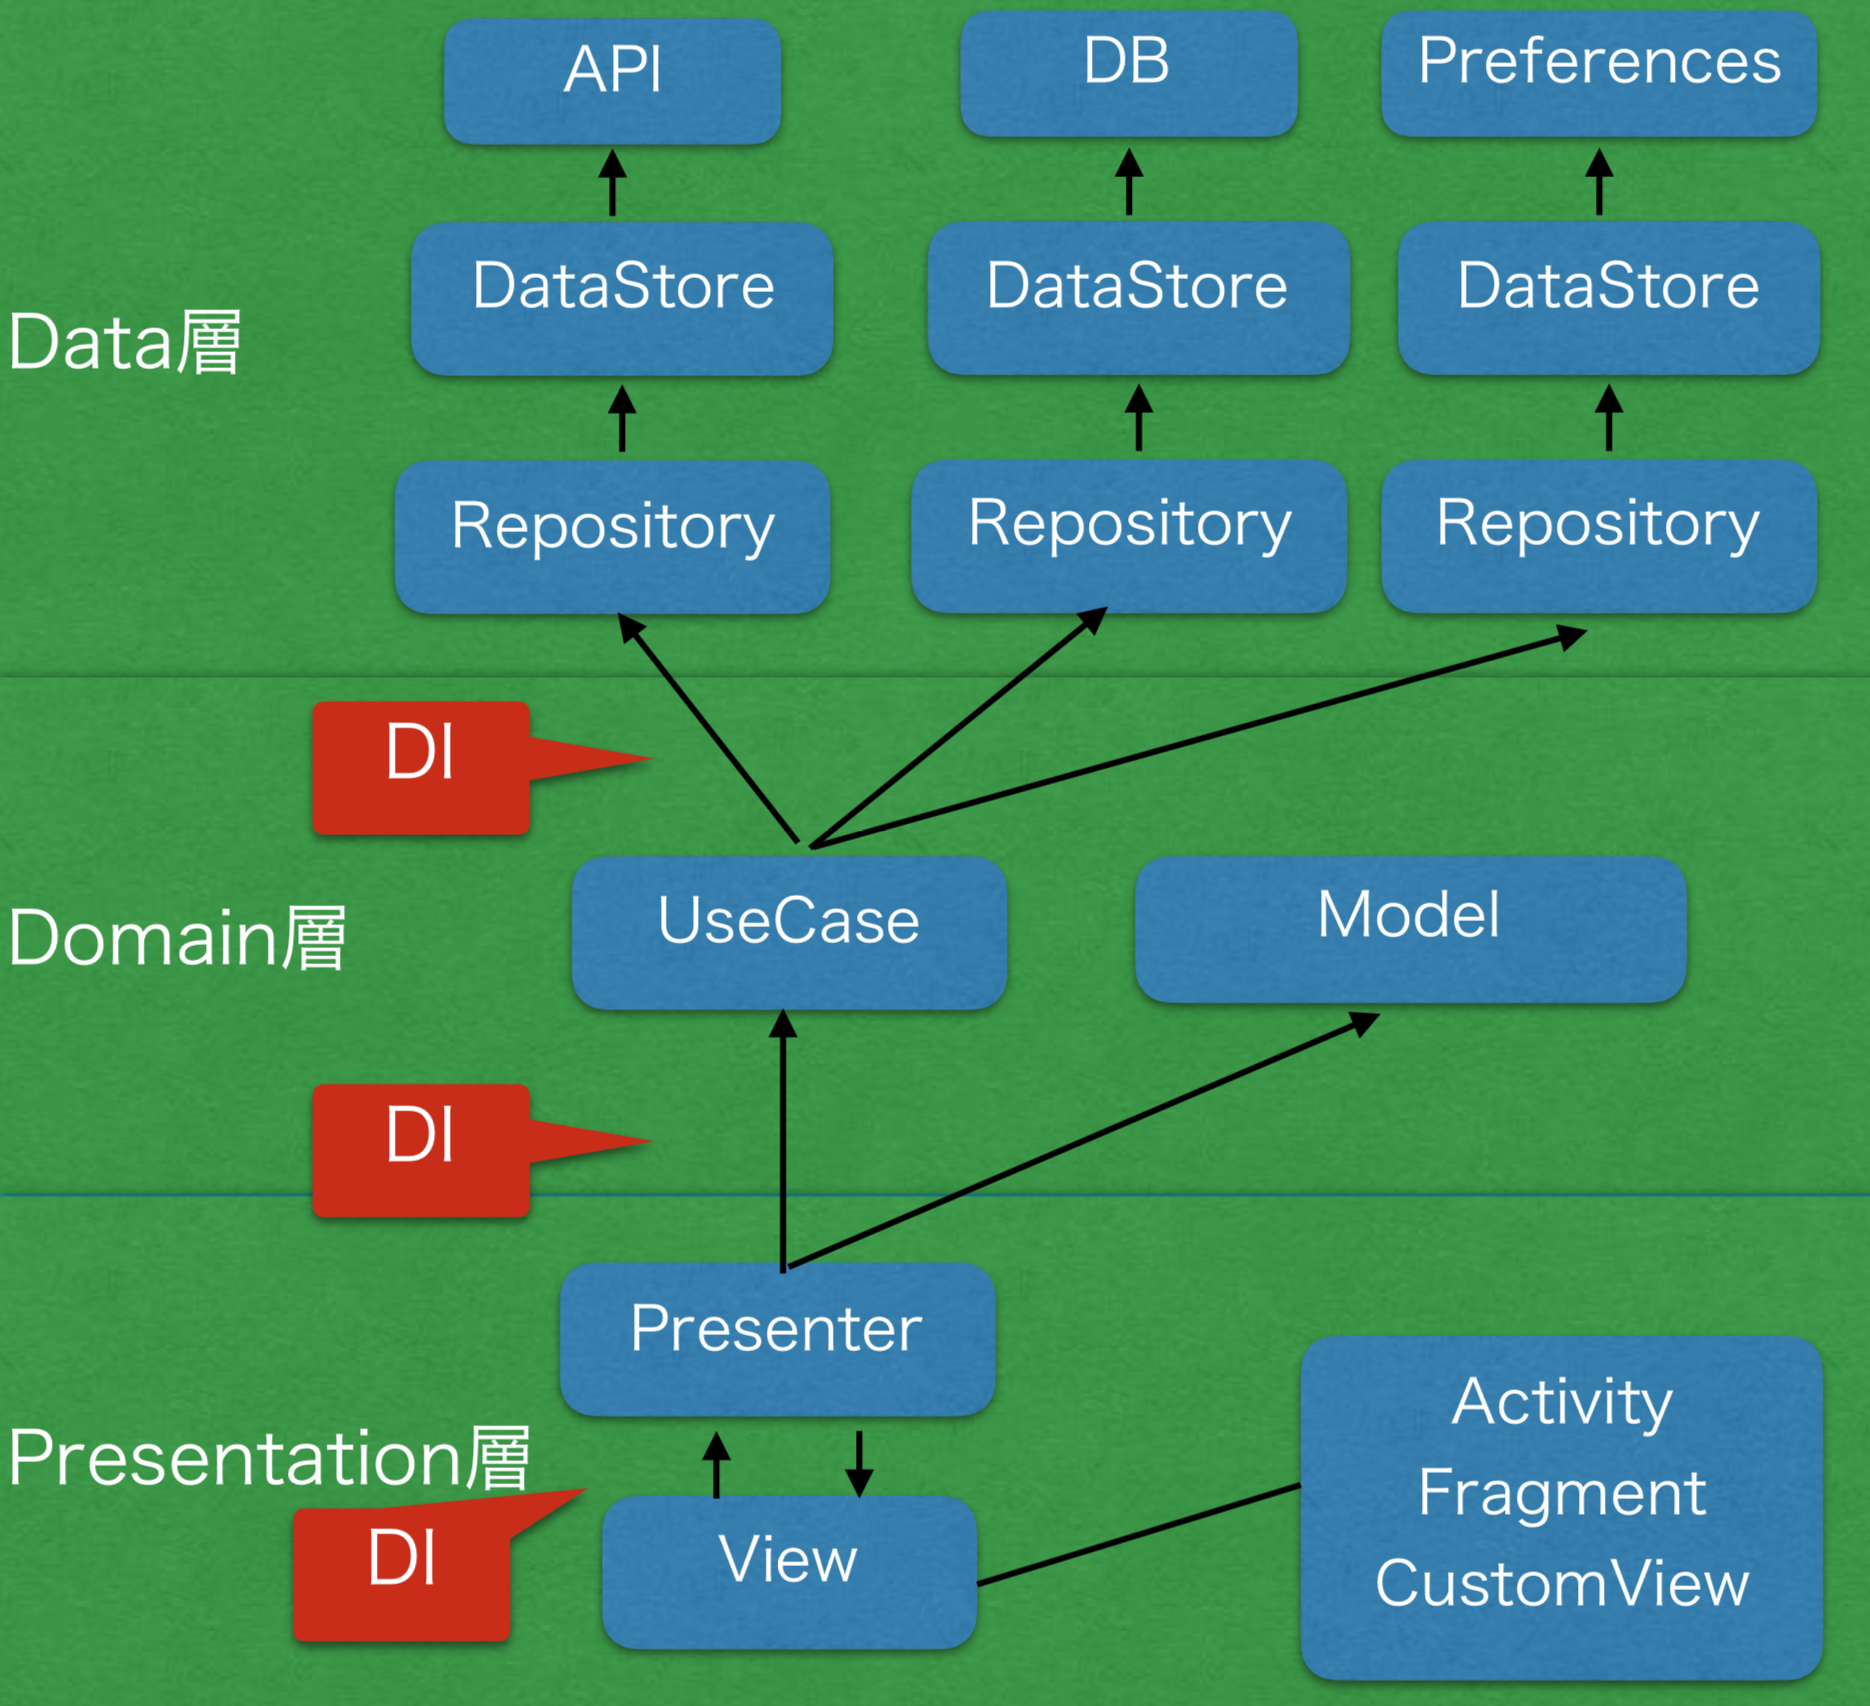 API
DB
Preferences
DataStore
DataStore
DataStore
Data層
Repository
Repository
Repository
DI
UseCase
Model
Domain層
DI
Presenter
Activity
Fragment
CustomView
Presentation層
DI
View